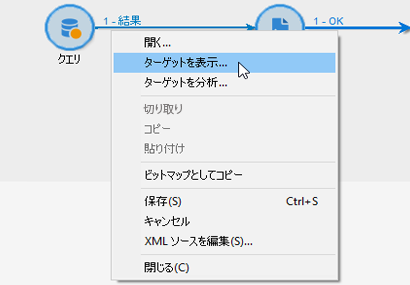 1 - 結果
1 - OK
クエリ
開く...
ターゲットを表示...
ターゲットを分析...
切り取り
コピー
貼り付け
ビットマップとしてコピー
保存(S) Ctrl+S
キャンセル
XML ソースを編集(S)...
閉じる(C)